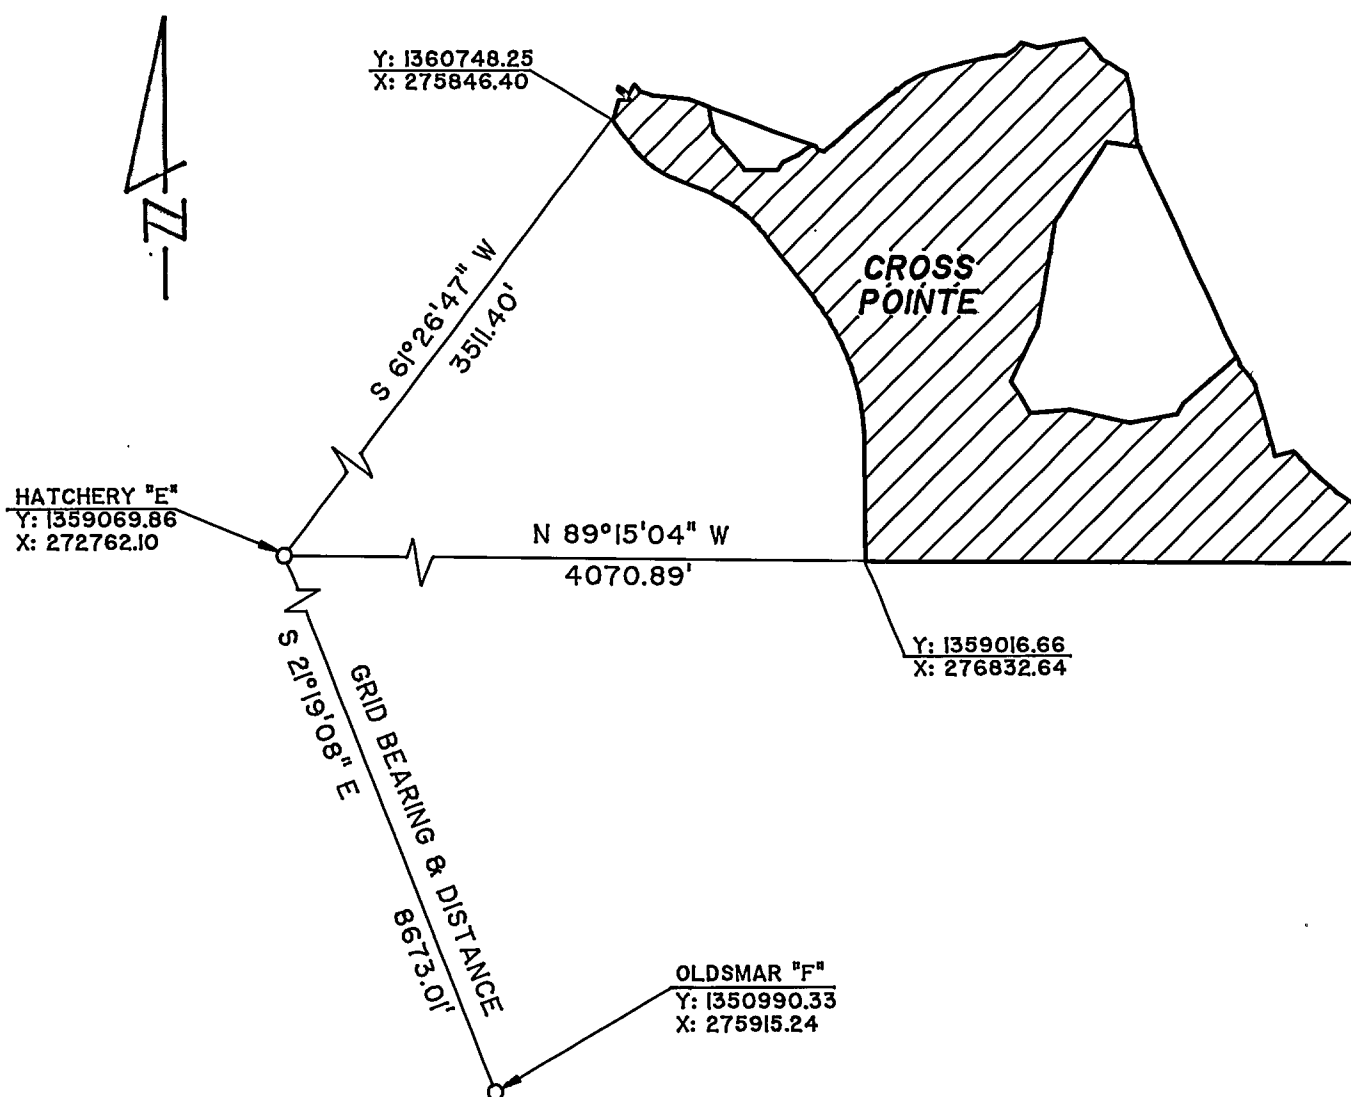 Y: 1360748.25
X: 275846.40
N
S 61°26'47" W
3511.40'
CROSS
POINTE
HATCHERY "E"
Y: 1359069.86
X: 272762.10
N 89°15'04" W
4070.89'
Y: 1359016.66
X: 276832.64
S 21°19'08" E
GRID BEARING & DISTANCE
8673.01'
OLDSMAR "F"
Y: 1350990.33
X: 275915.24